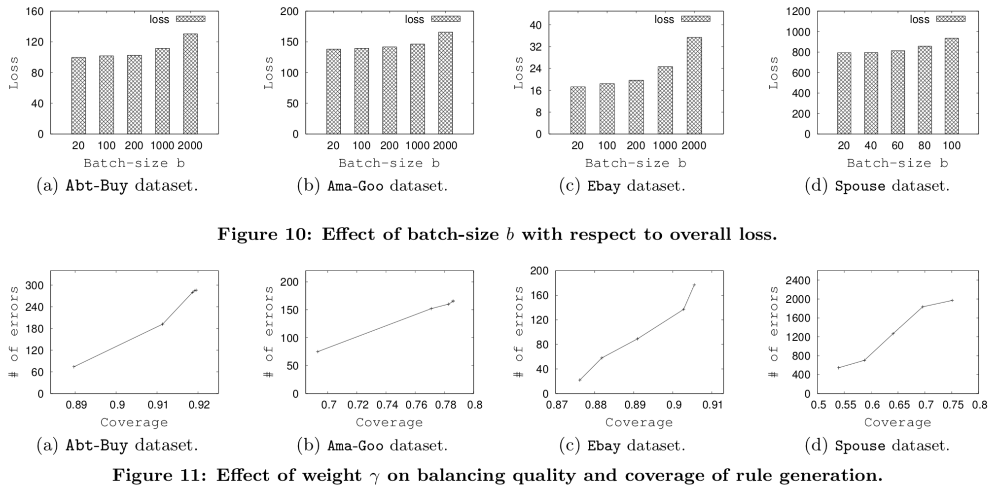 160
120
80
40
0
Loss
loss
20 100 200 1000 2000
Batch-size b
(a) Abt-Buy dataset.
200
150
100
50
0
Loss
loss
20 100 200 1000 2000
Batch-size b
(b) Ama-Goo dataset.
40
32
24
16
8
0
Loss
loss
20 100 200 1000 2000
Batch-size b
(c) Ebay dataset.
1200
1000
800
600
400
200
0
Loss
loss
20 40 60 80 100
Batch-size b
(d) Spouse dataset.
Figure 10: Effect of batch-size b with respect to overall loss.
300
240
180
120
60
0
# of errors
0.89 0.9 0.91 0.92
Coverage
(a) Abt-Buy dataset.
200
150
100
50
0
# of errors
0.7 0.72 0.74 0.76 0.78 0.8
Coverage
(b) Ama-Goo dataset.
200
160
120
80
40
0
# of errors
0.87 0.88 0.89 0.9 0.91
Coverage
(c) Ebay dataset.
2400
2000
1600
1200
800
400
0
# of errors
0.5 0.55 0.6 0.65 0.7 0.75 0.8
Coverage
(d) Spouse dataset.
Figure 11: Effect of weight γ on balancing quality and coverage of rule generation.